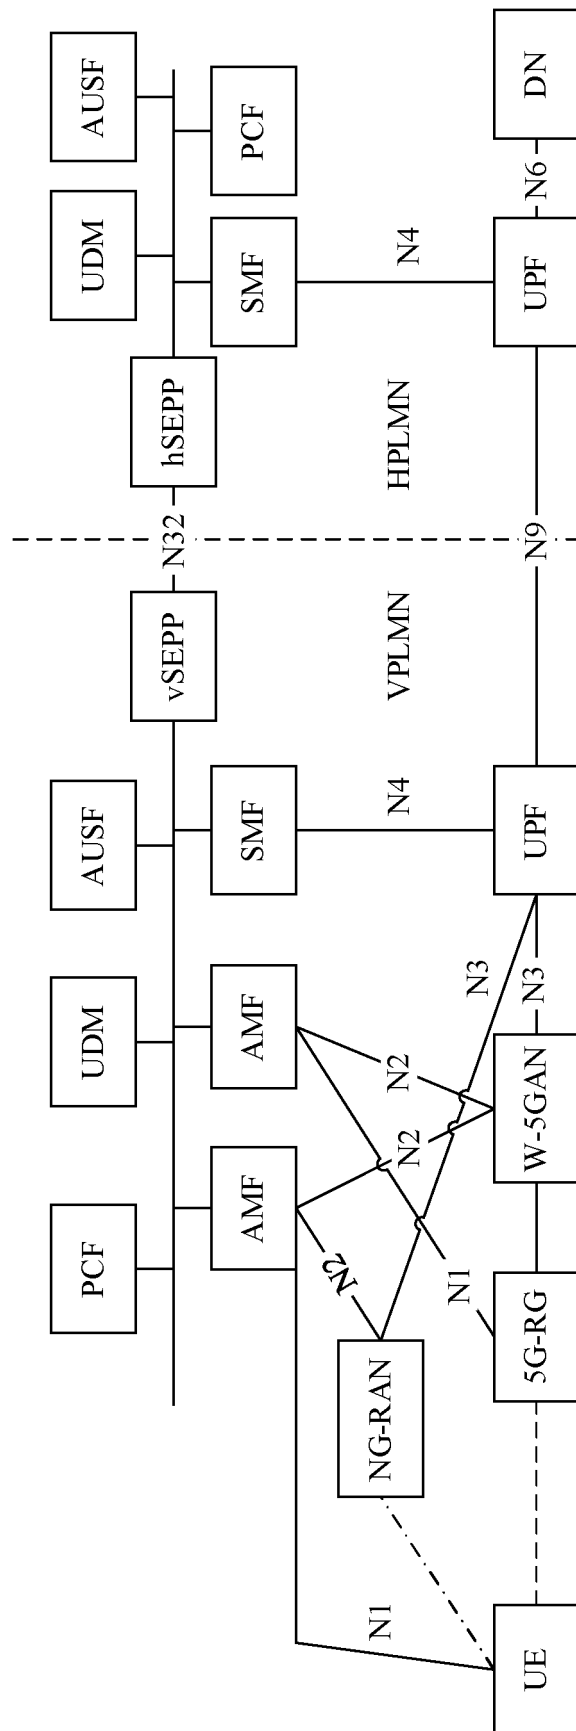 PCF
UDM
AUSF
UDM
AUSF
vSEPP
N32
hSEPP
AMF
AMF
SMF
SMF
PCF
N2
N1
NG-RAN
N2
N2
N4
VPLMN
HPLMN
N4
N1
N3
UE
5G-RG
W-5GAN
N3
UPF
N9
UPF
N6
DN